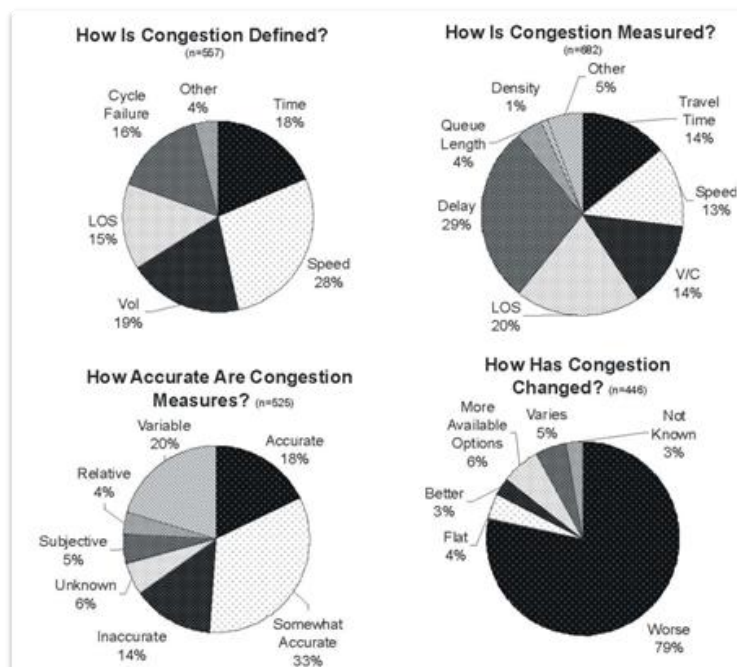 How Is Congestion Defined?
(n=557)
Other
4%
Time
18%
Cycle
Failure
16%
LOS
15%
Vol
19%
Speed
28%
How Is Congestion Measured?
(n=682)
Other
5%
Density
1%
Travel
Time
14%
Queue
Length
4%
Speed
13%
Delay
29%
V/C
14%
LOS
20%
How Accurate Are Congestion
Measures? (n=525)
Variable
20%
Accurate
18%
Relative
4%
Subjective
5%
Unknown
6%
Inaccurate
14%
Somewhat
Accurate
33%
How Has Congestion
Changed? (n=446)
More
Available
Options
6%
Varies
5%
Not
Known
3%
Better
3%
Flat
4%
Worse
79%